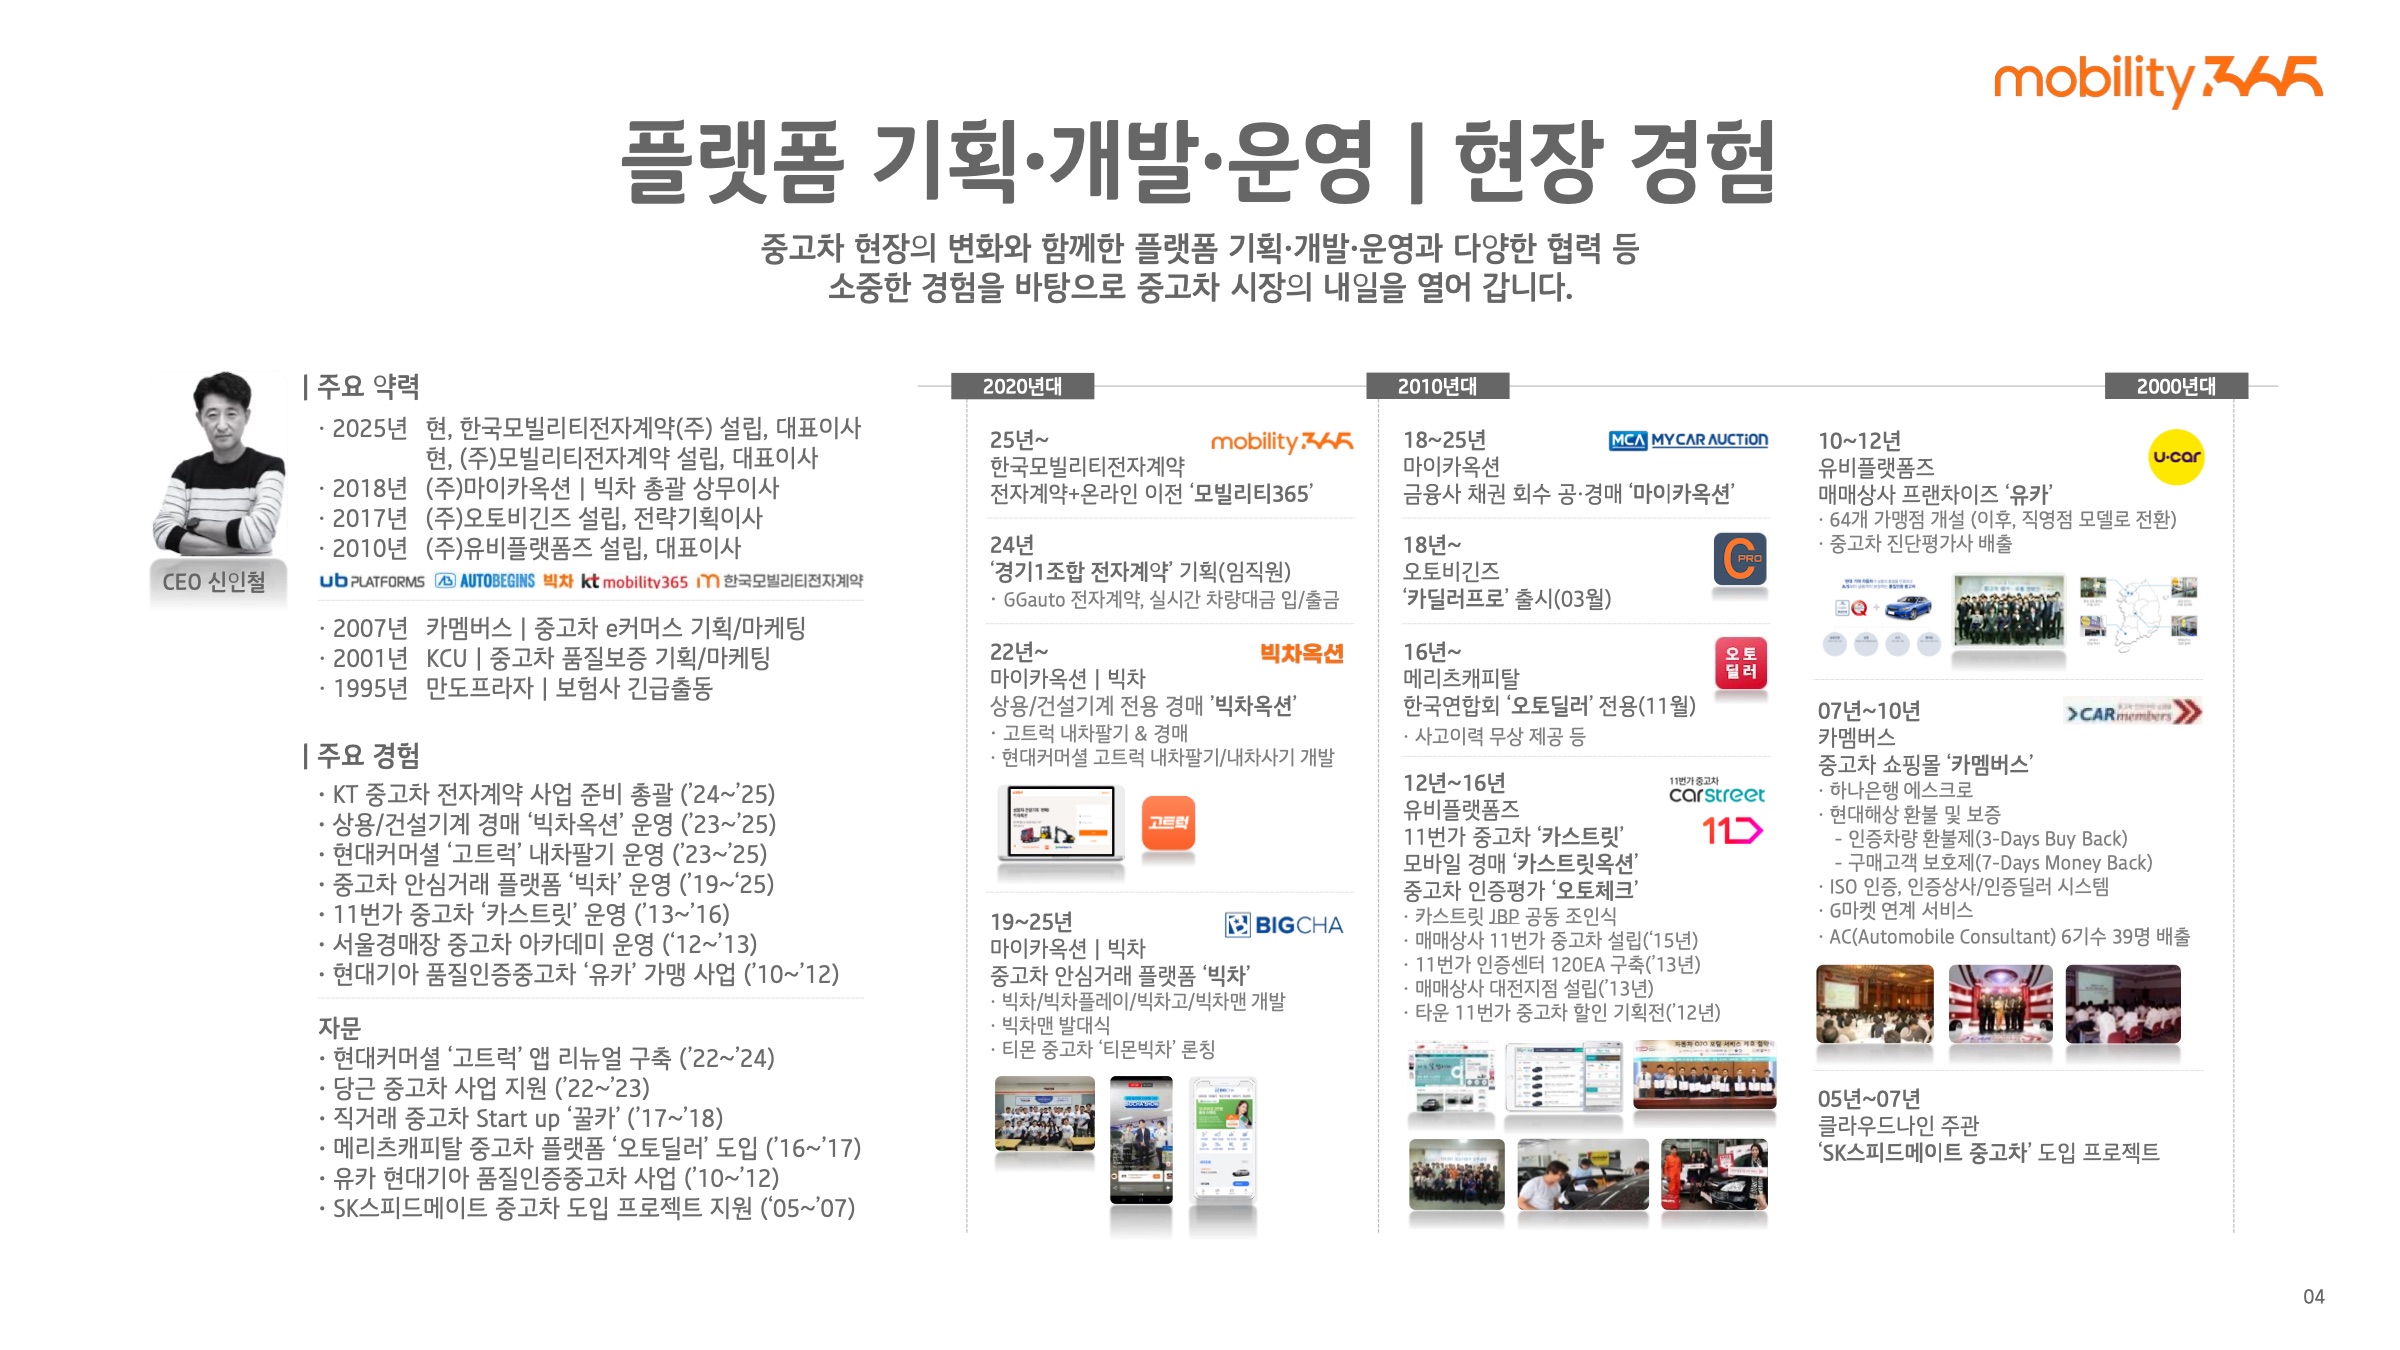 mobility 365
플랫폼 기획·개발·운영 | 현장 경험
중고차 현장의 변화와 함께한 플랫폼 기획·개발·운영과 다양한 협력 등
소중한 경험을 바탕으로 중고차 시장의 내일을 열어 갑니다.
CEO 신인철
| 주요 약력
· 2025년 현, 한국모빌리티전자계약(주) 설립, 대표이사
현, (주)모빌리티전자계약 설립, 대표이사
· 2018년 (주)마이카옥션 | 빅차 총괄 상무이사
· 2017년 (주)오토비긴즈 설립, 전략기획이사
· 2010년 (주)유비플랫폼즈 설립, 대표이사
ub PLATFORMS AUTOBEGINS 빅차 kt mobility365 한국모빌리티전자계약
· 2007년 카멤버스 | 중고차 e커머스 기획/마케팅
· 2001년 KCU | 중고차 품질보증 기획/마케팅
· 1995년 만도프라자 | 보험사 긴급출동
| 주요 경험
· KT 중고차 전자계약 사업 준비 총괄 (’24~’25)
· 상용/건설기계 경매 ‘빅차옥션’ 운영 (’23~’25)
· 현대커머셜 ‘고트럭’ 내차팔기 운영 (’23~’25)
· 중고차 안심거래 플랫폼 ‘빅차’ 운영 (’19~‘25)
· 11번가 중고차 ‘카스트릿’ 운영 (’13~’16)
· 서울경매장 중고차 아카데미 운영 (‘12~’13)
· 현대기아 품질인증중고차 ‘유카’ 가맹 사업 (’10~’12)
자문
· 현대커머셜 ‘고트럭’ 앱 리뉴얼 구축 (’22~’24)
· 당근 중고차 사업 지원 (’22~’23)
· 직거래 중고차 Start up ‘꿀카’ (’17~’18)
· 메리츠캐피탈 중고차 플랫폼 ‘오토딜러’ 도입 (’16~’17)
· 유카 현대기아 품질인증중고차 사업 (’10~’12)
· SK스피드메이트 중고차 도입 프로젝트 지원 (‘05~’07)
2020년대
25년~
mobility 365
한국모빌리티전자계약
전자계약+온라인 이전 ‘모빌리티365’
24년
‘경기1조합 전자계약’ 기획(임직원)
· GGauto 전자계약, 실시간 차량대금 입/출금
22년~
빅차옥션
마이카옥션 | 빅차
상용/건설기계 전용 경매 ’빅차옥션’
· 고트럭 내차팔기 & 경매
· 현대커머셜 고트럭 내차팔기/내차사기 개발
고트럭
19~25년
BIGCHA
마이카옥션 | 빅차
중고차 안심거래 플랫폼 ‘빅차’
· 빅차/빅차플레이/빅차고/빅차맨 개발
· 빅차맨 발대식
· 티몬 중고차 ‘티몬빅차’ 론칭
2010년대
18~25년
MCA MY CAR AUCTION
마이카옥션
금융사 채권 회수 공·경매 ‘마이카옥션’
18년~
C PRO
오토비긴즈
‘카딜러프로’ 출시(03월)
16년~
오토
딜러
메리츠캐피탈
한국연합회 ‘오토딜러’ 전용(11월)
· 사고이력 무상 제공 등
12년~16년
11번가 중고차
carstreet
11
유비플랫폼즈
11번가 중고차 ‘카스트릿’
모바일 경매 ‘카스트릿옥션’
중고차 인증평가 ‘오토체크’
· 카스트릿 JBP 공동 조인식
· 매매상사 11번가 중고차 설립(‘15년)
· 11번가 인증센터 120EA 구축(’13년)
· 매매상사 대전지점 설립(’13년)
· 타운 11번가 중고차 할인 기획전(’12년)
2000년대
10~12년
u·car
유비플랫폼즈
매매상사 프랜차이즈 ‘유카’
· 64개 가맹점 개설 (이후, 직영점 모델로 전환)
· 중고차 진단평가사 배출
07년~10년
CARmembers
카멤버스
중고차 쇼핑몰 ‘카멤버스’
· 하나은행 에스크로
· 현대해상 환불 및 보증
- 인증차량 환불제(3-Days Buy Back)
- 구매고객 보호제(7-Days Money Back)
· ISO 인증, 인증상사/인증딜러 시스템
· G마켓 연계 서비스
· AC(Automobile Consultant) 6기수 39명 배출
05년~07년
클라우드나인 주관
‘SK스피드메이트 중고차’ 도입 프로젝트
04